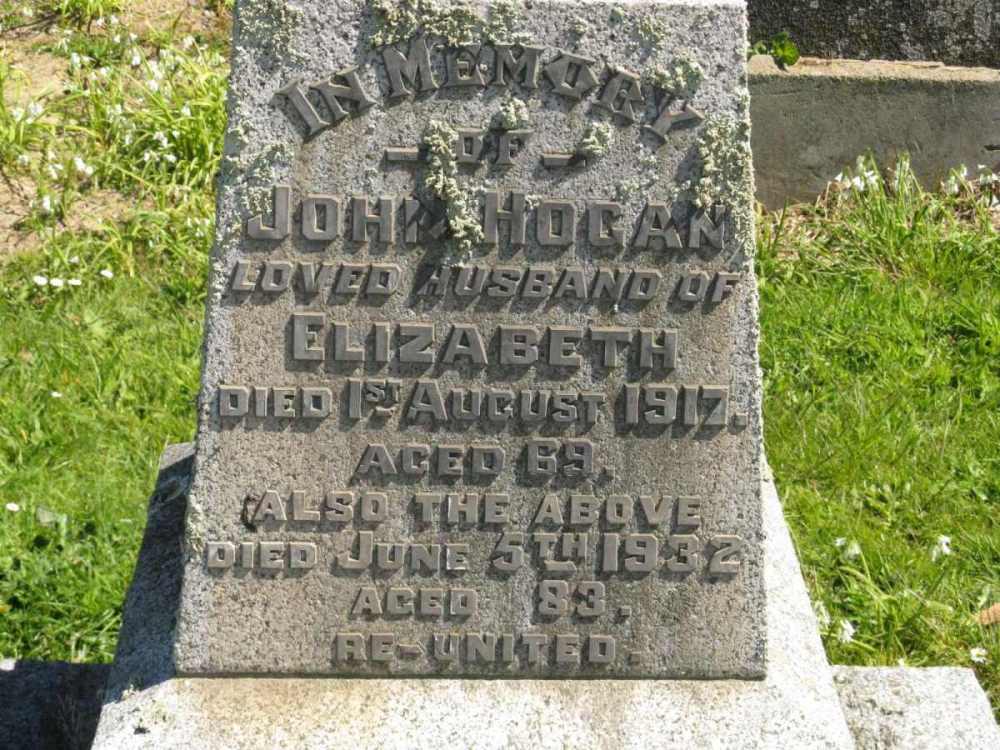 IN MEMORY
– OF –
JOHN HOGAN
LOVED HUSBAND OF
ELIZABETH
DIED 1ST AUGUST 1917.
AGED 69.
ALSO THE ABOVE
DIED JUNE 5TH 1932
AGED 83.
RE-UNITED.